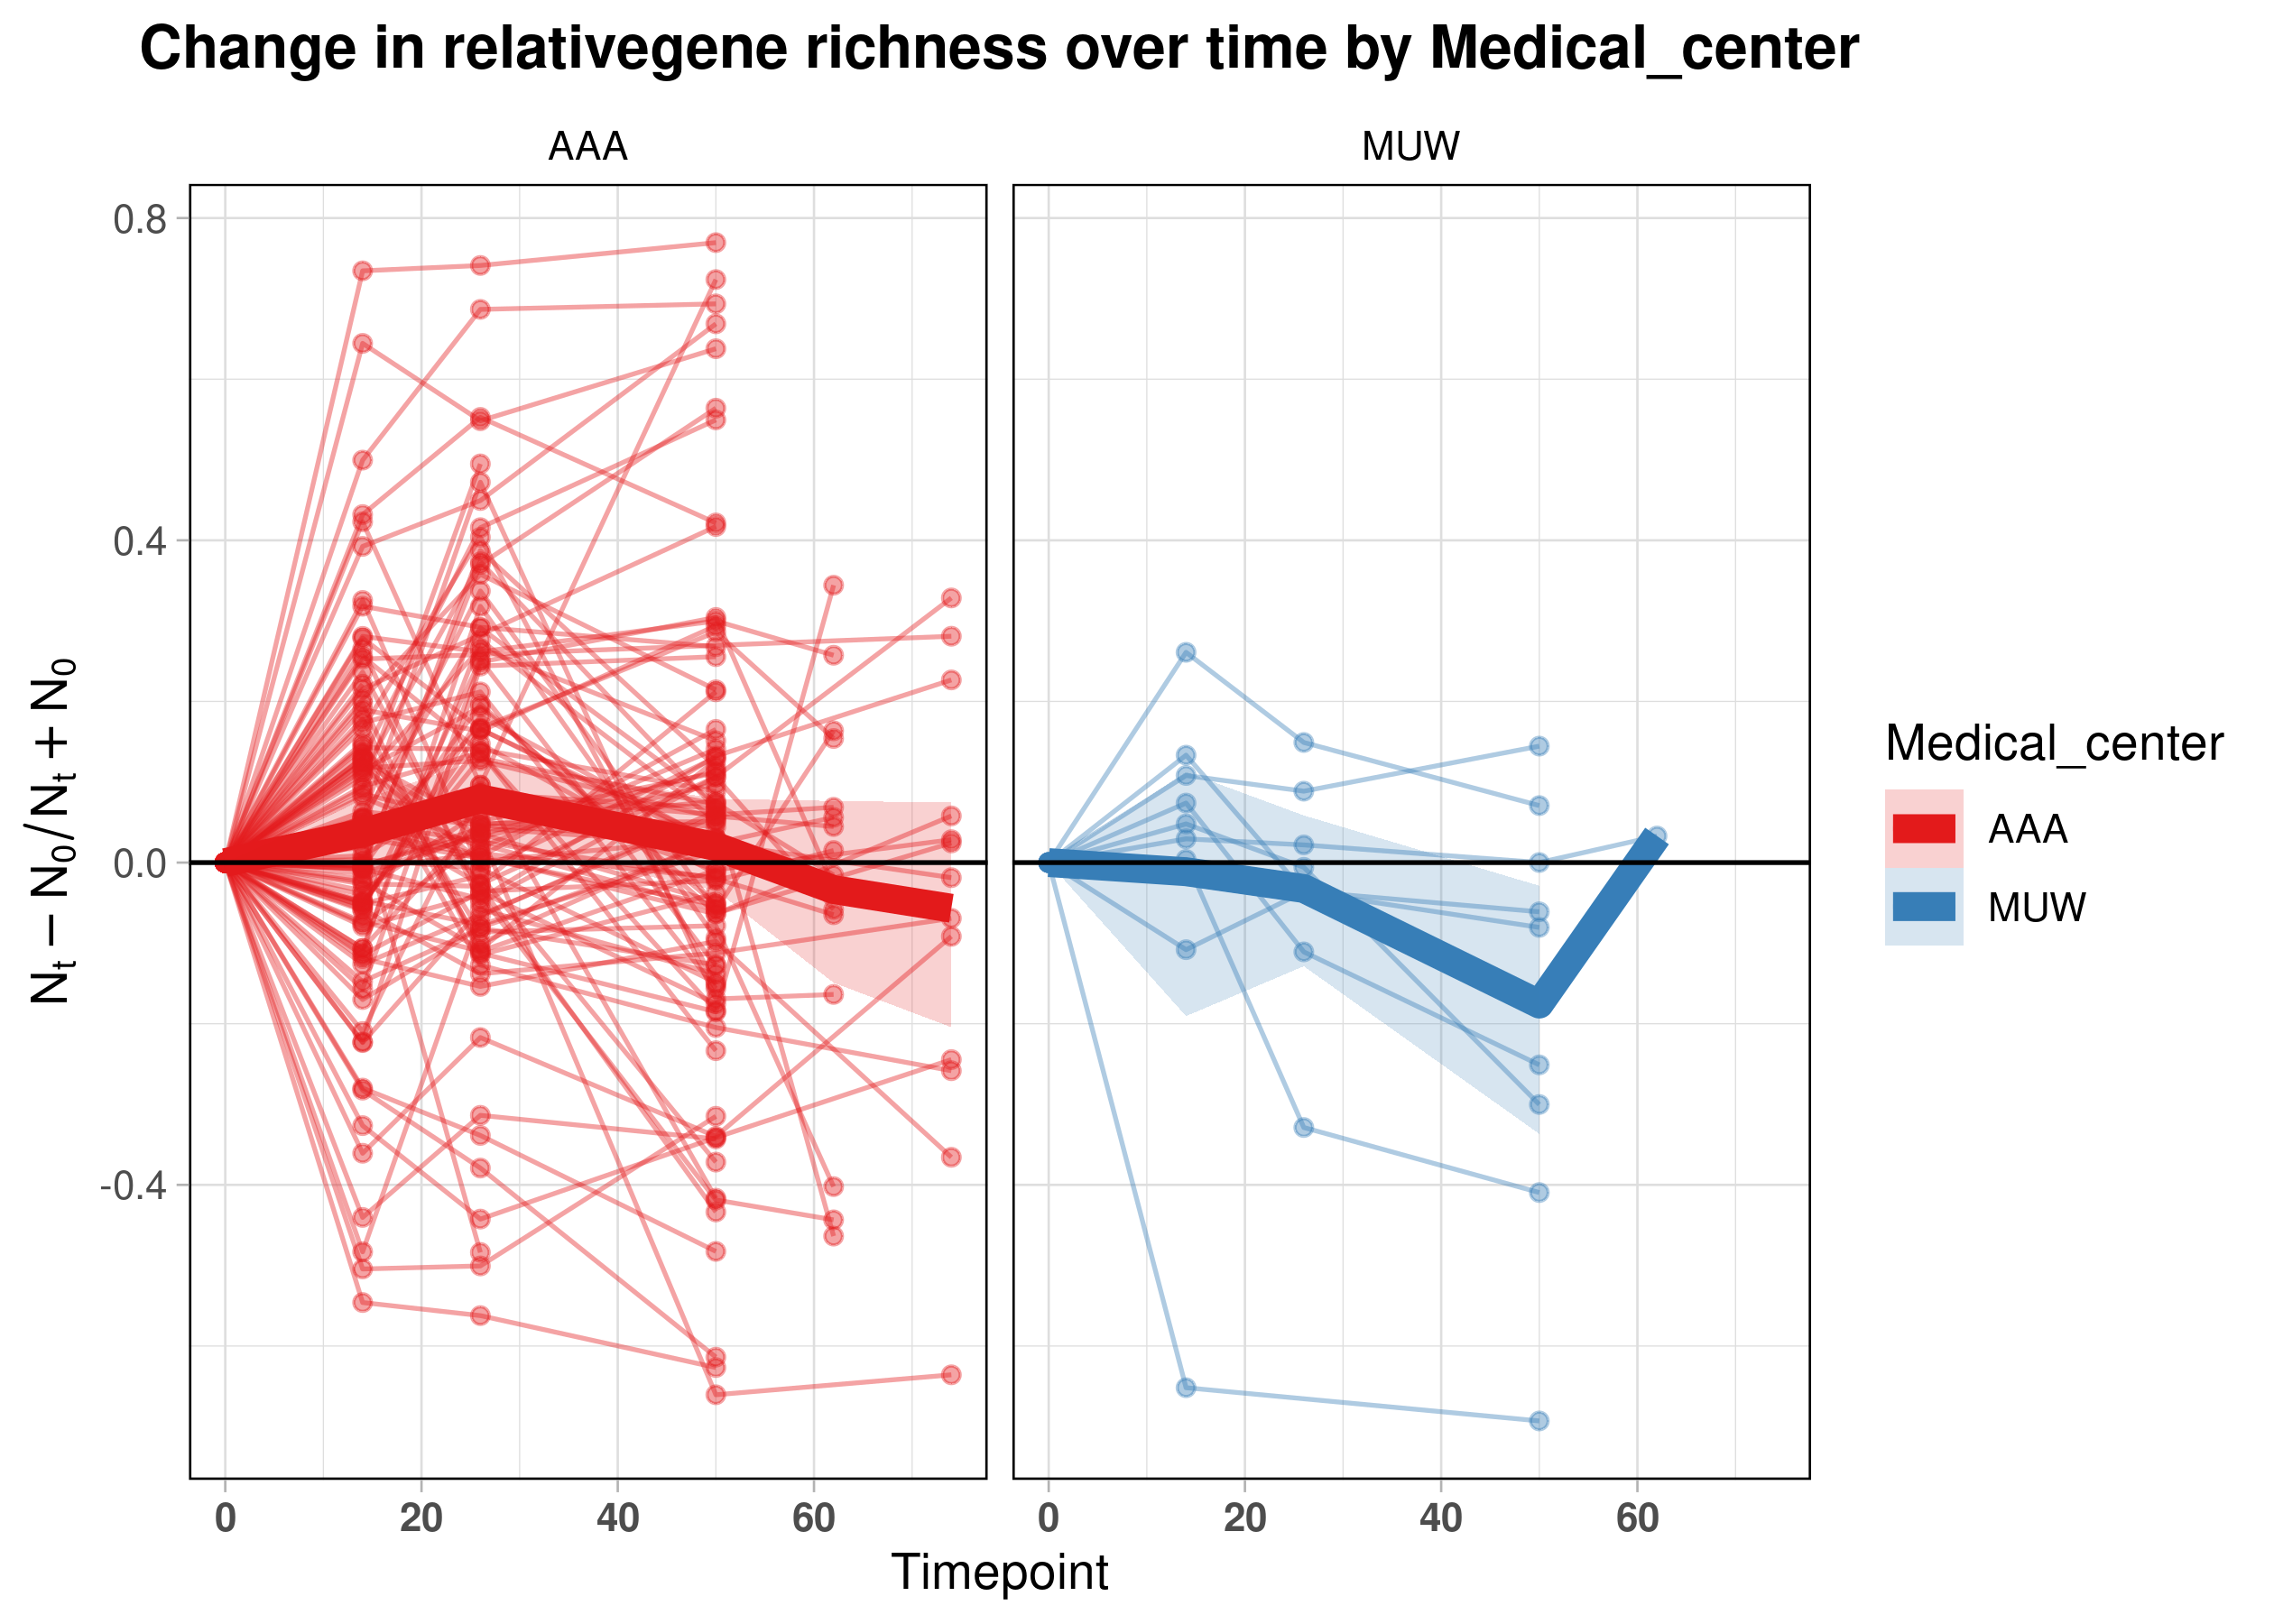 Change in relativegene richness over time by Medical_center
AAA
MUW
0.8
0.4
0.0
-0.4
Nt − N0/Nt + N0
0
20
40
60
0
20
40
60
Timepoint
Medical_center
AAA
MUW